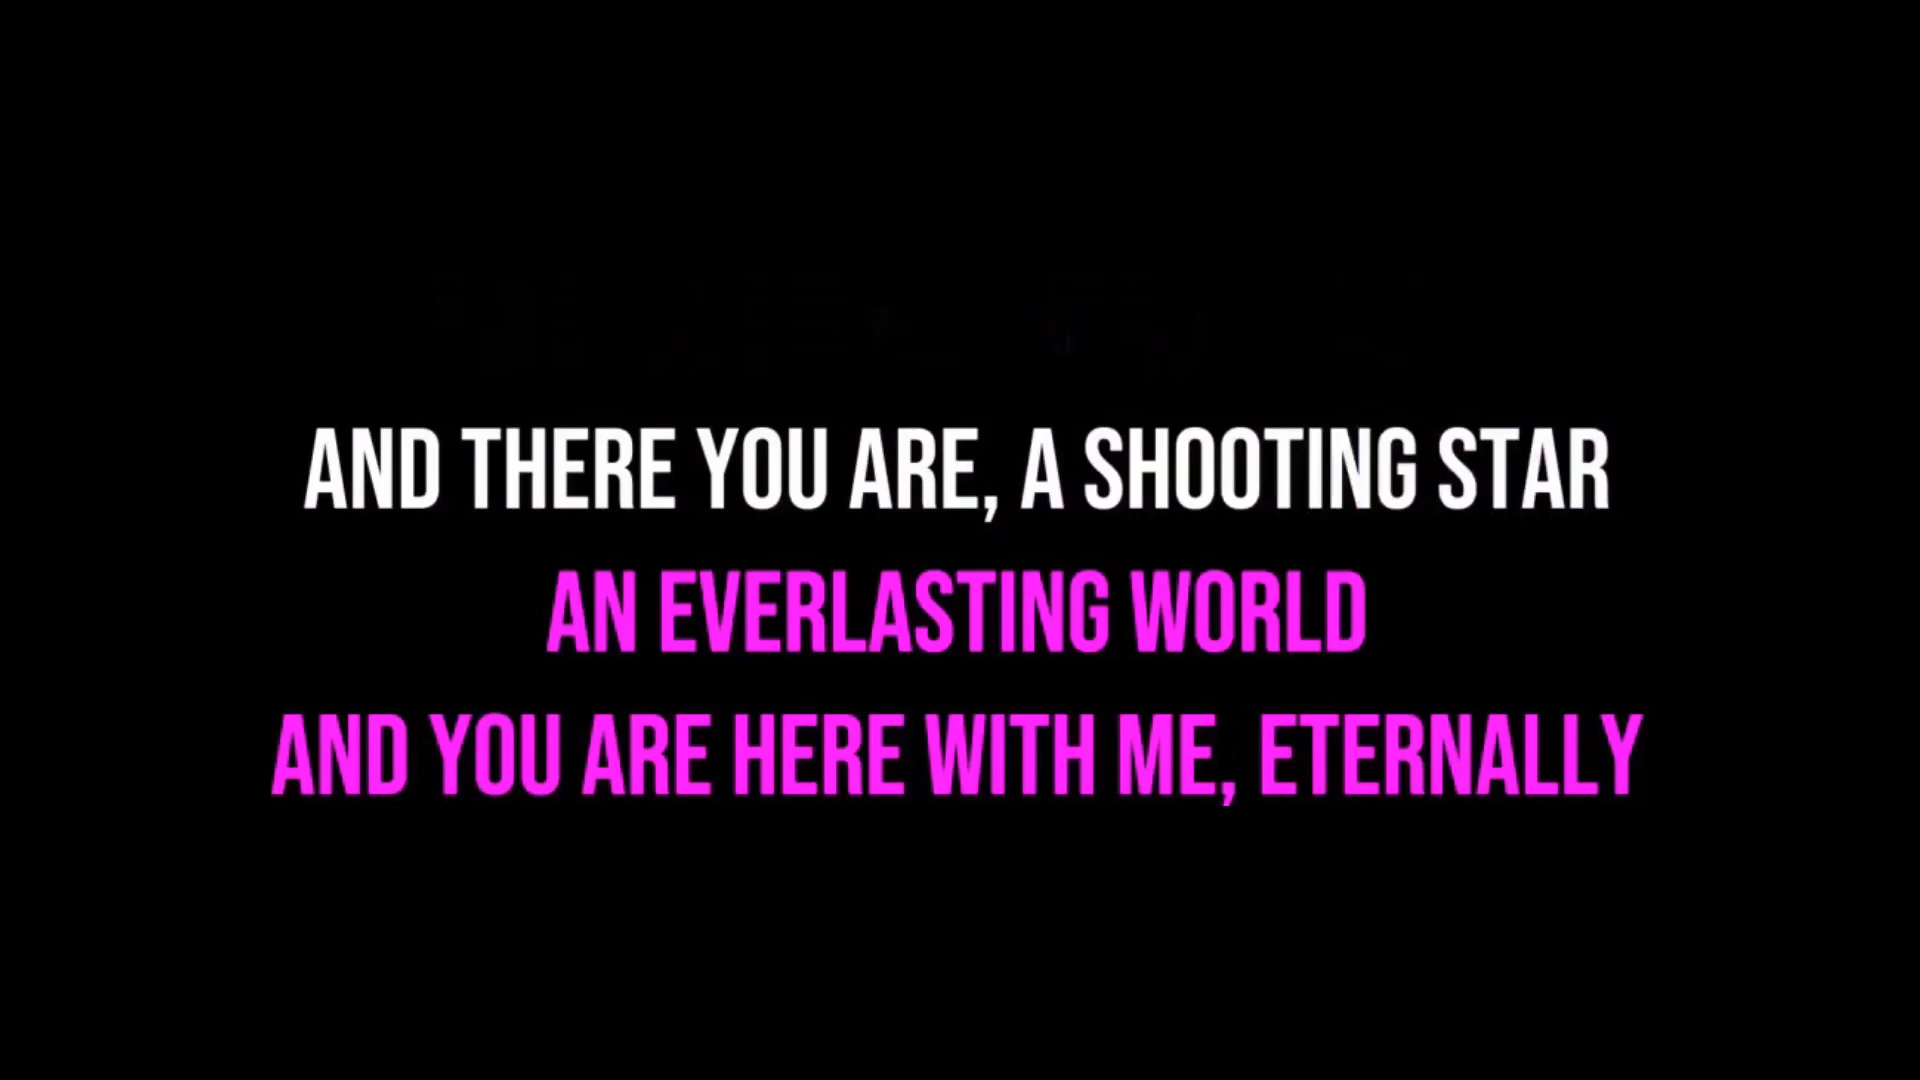 AND THERE YOU ARE, A SHOOTING STAR
AN EVERLASTING WORLD
AND YOU ARE HERE WITH ME, ETERNALLY